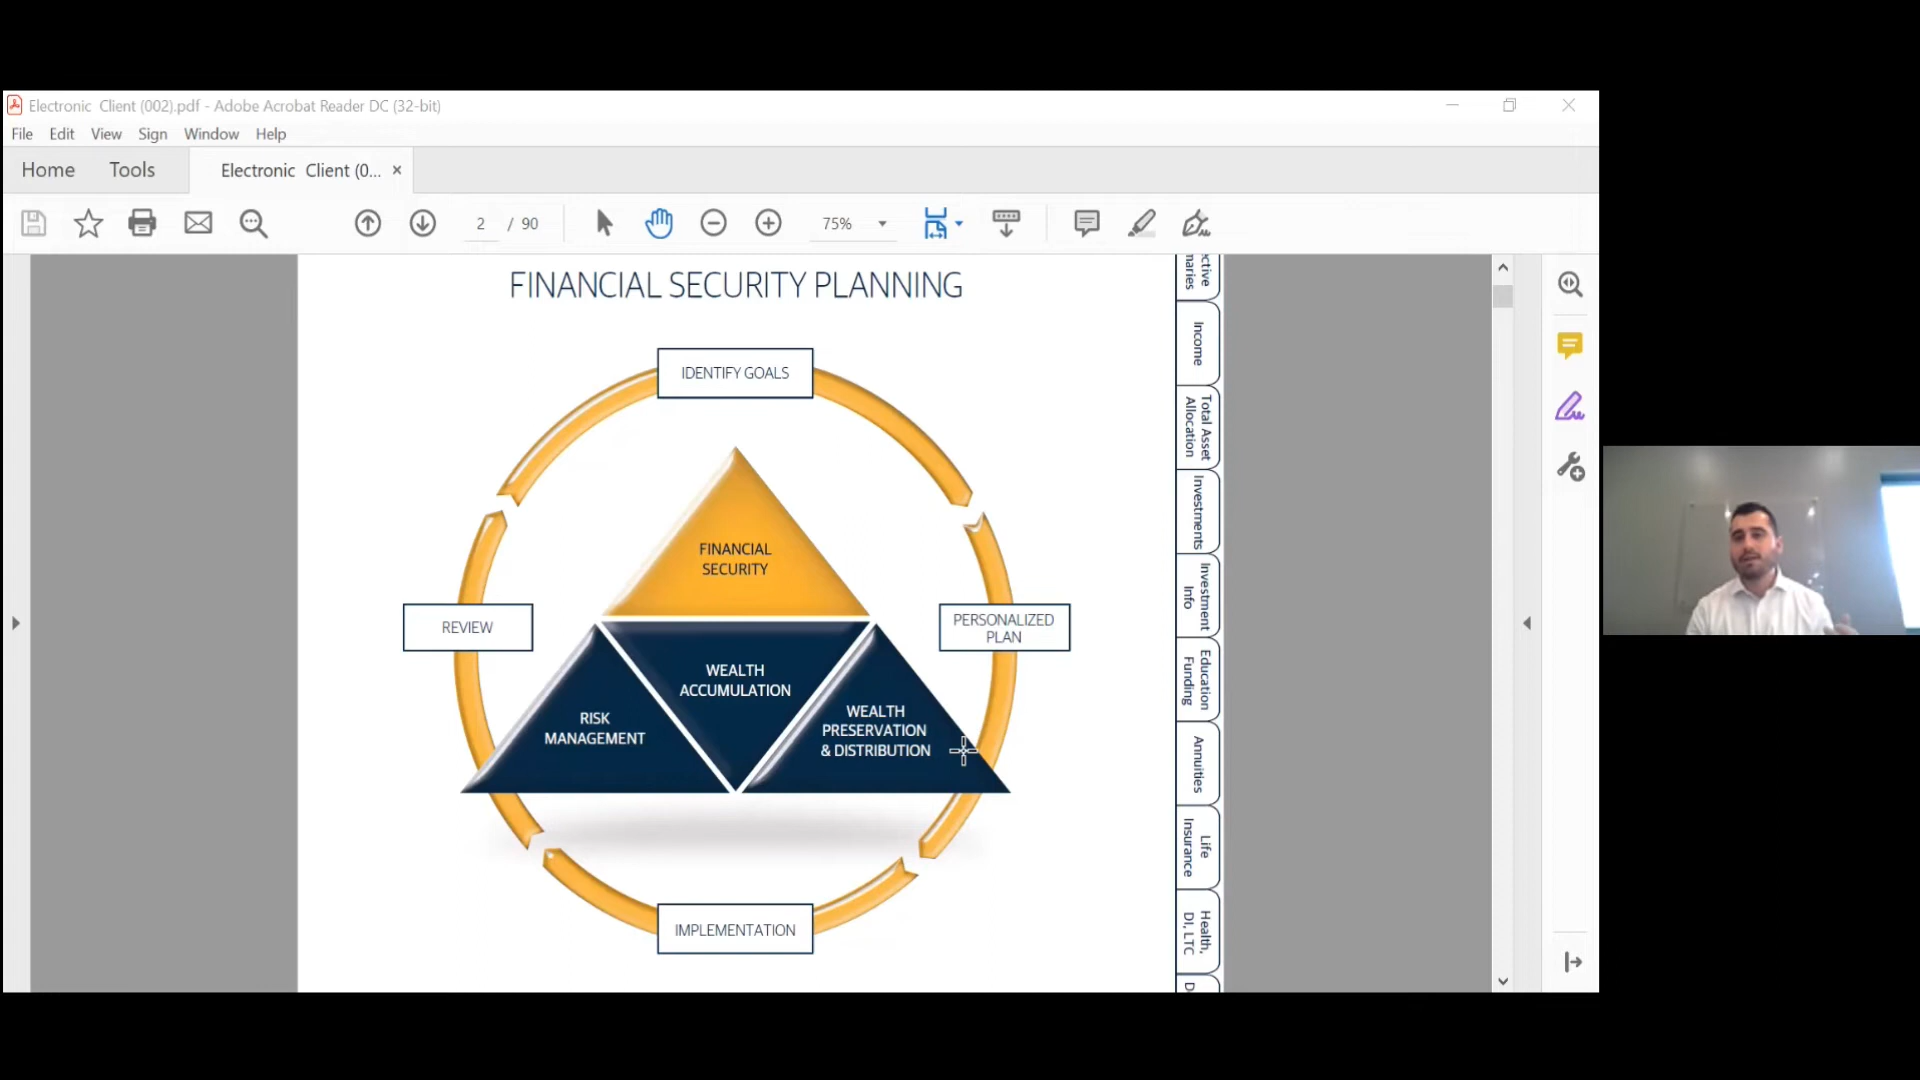 Electronic Client (002).pdf - Adobe Acrobat Reader DC (32-bit)
File Edit View Sign Window Help
Home Tools Electronic Client (0...
2 / 90 75%
FINANCIAL SECURITY PLANNING
IDENTIFY GOALS
FINANCIAL
SECURITY
REVIEW
PERSONALIZED
PLAN
WEALTH
ACCUMULATION
RISK
MANAGEMENT
WEALTH
PRESERVATION
& DISTRIBUTION
IMPLEMENTATION
Income
Total Asset
Allocation
Investments
Investment
Info
Education
Funding
Annuities
Life
Insurance
Health,
DI, LTC